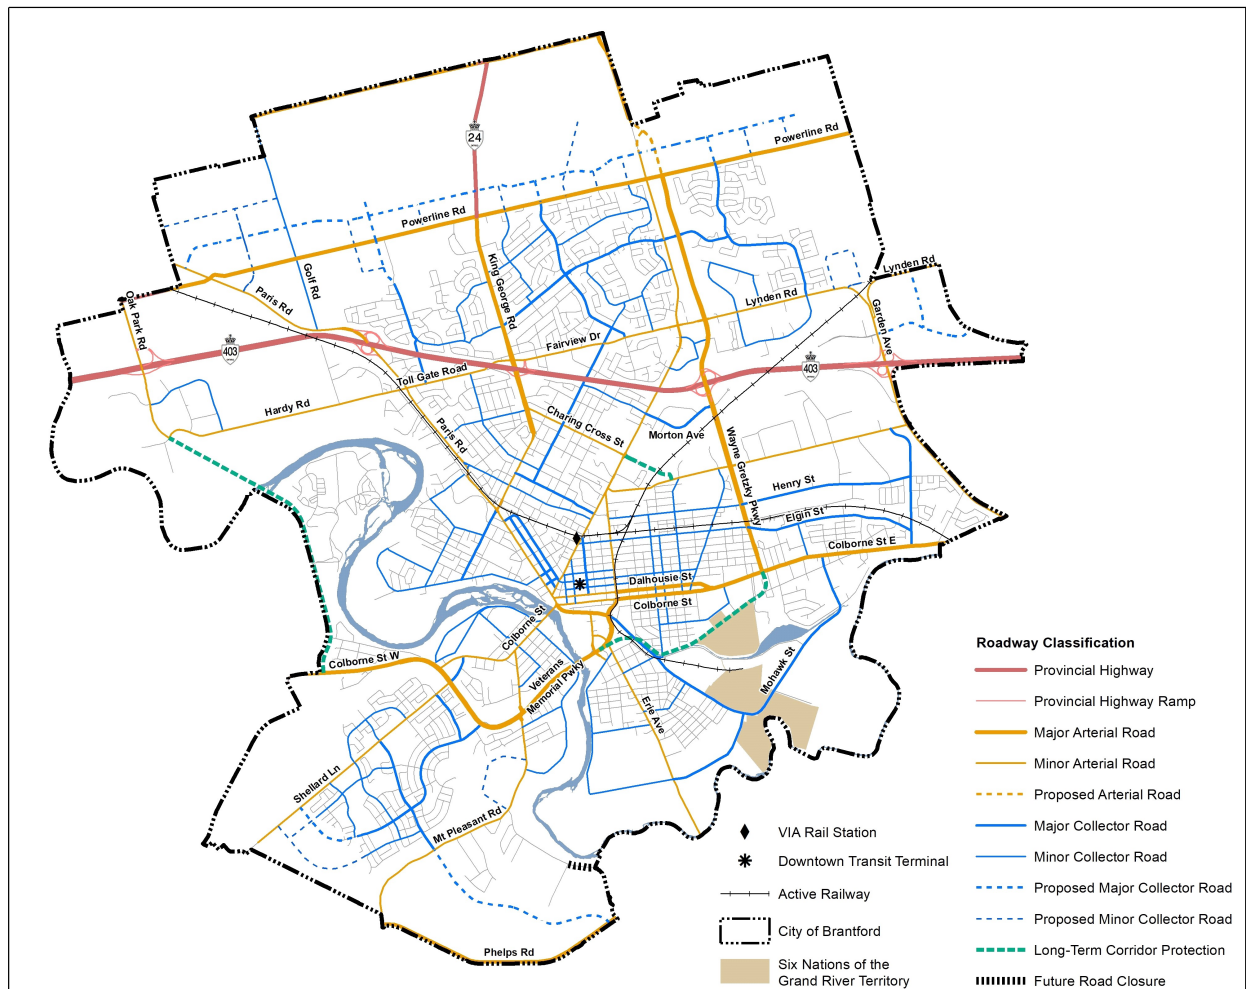 24
Powerline Rd
Powerline Rd
Golf Rd
King George Rd
Lynden Rd
Oak Park Rd
Paris Rd
Lynden Rd
Garden Ave
403
Fairview Dr
403
Toll Gate Road
Hardy Rd
Charing Cross St
Paris Rd
Morton Ave
Wayne Gretzky Pkwy
Henry St
Elgin St
Colborne St E
Dalhousie St
Colborne St
Colborne St
Colborne St W
Veterans
Memorial Pwky
Mohawk St
Erie Ave
Shellard Ln
Mt Pleasant Rd
Phelps Rd
VIA Rail Station
Downtown Transit Terminal
Active Railway
City of Brantford
Six Nations of the
Grand River Territory
Roadway Classification
Provincial Highway
Provincial Highway Ramp
Major Arterial Road
Minor Arterial Road
Proposed Arterial Road
Major Collector Road
Minor Collector Road
Proposed Major Collector Road
Proposed Minor Collector Road
Long-Term Corridor Protection
Future Road Closure